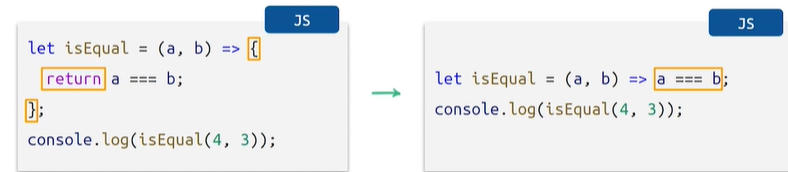 JS
let isEqual = (a, b) => {
return a === b;
};
console.log(isEqual(4, 3));
JS
let isEqual = (a, b) => a === b;
console.log(isEqual(4, 3));